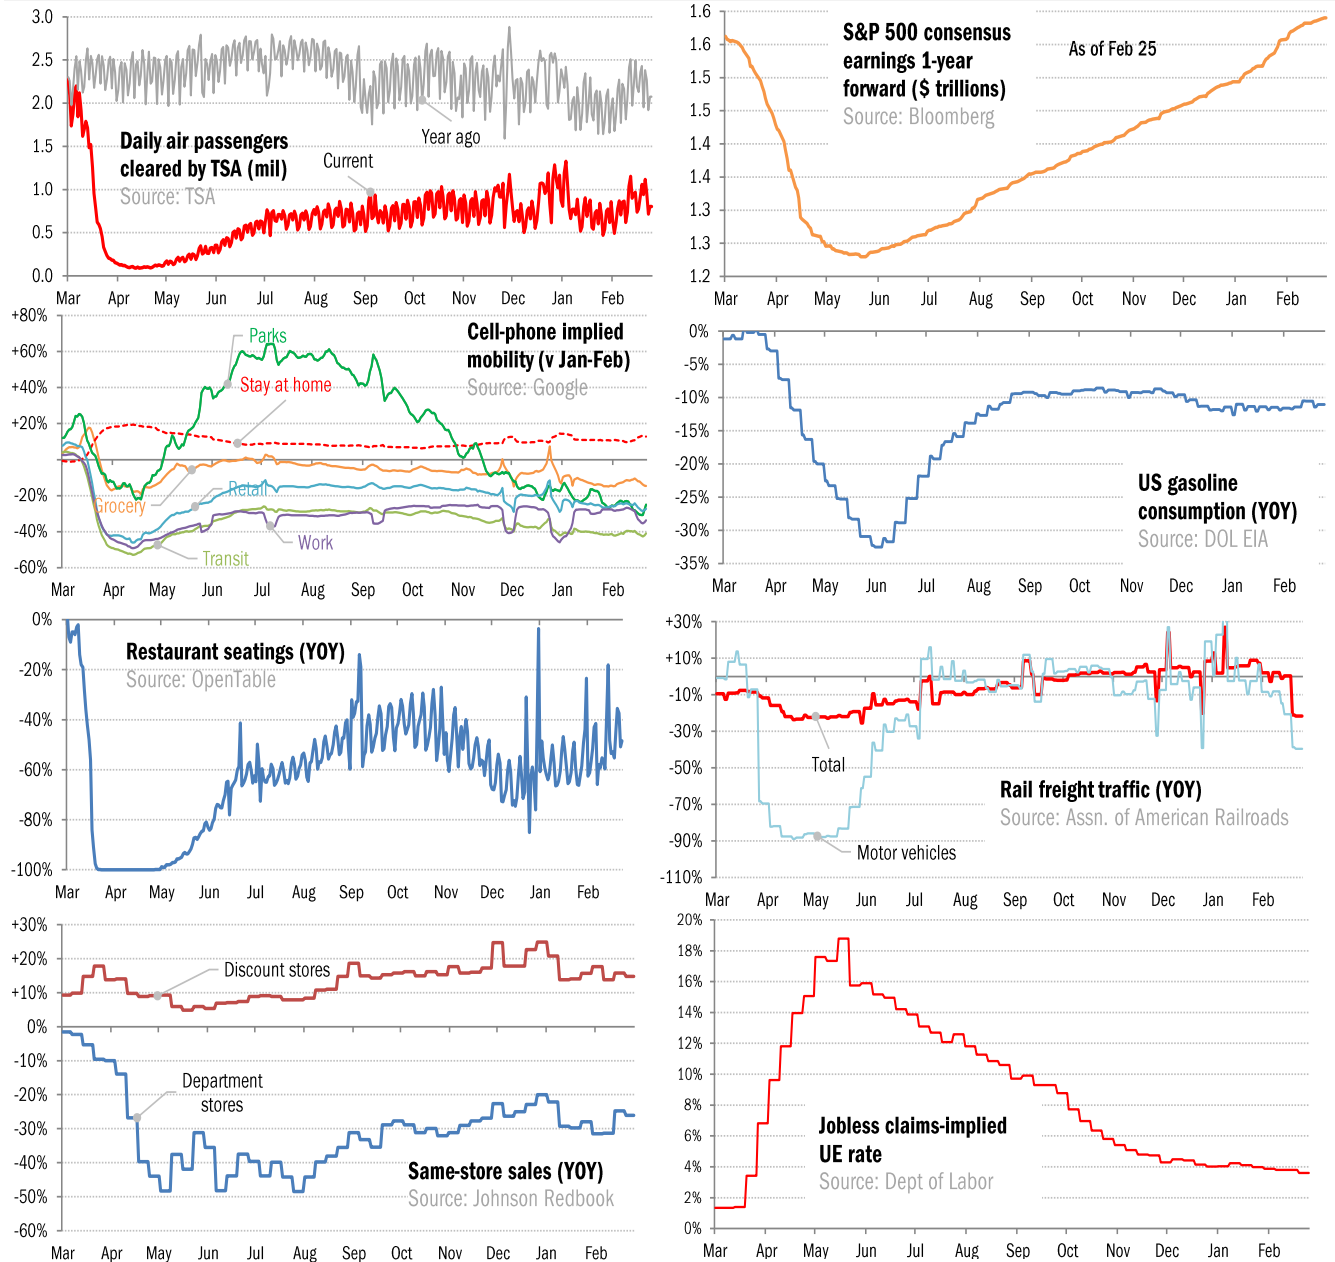 3.0
2.5
2.0
1.5
1.0
0.5
0.0
Daily air passengers
cleared by TSA (mil)
Source: TSA
Current
Year ago
Mar Apr May Jun Jul Aug Sep Oct Nov Dec Jan Feb
1.6
1.6
1.5
1.5
1.4
1.4
1.3
1.3
1.2
S&P 500 consensus
earnings 1-year
forward ($ trillions)
Source: Bloomberg
As of Feb 25
Mar Apr May Jun Jul Aug Sep Oct Nov Dec Jan Feb
+80%
+60%
+40%
+20%
-20%
-40%
-60%
Parks
Stay at home
Cell-phone implied
mobility (v Jan-Feb)
Source: Google
Grocery
Retail
Work
Transit
Mar Apr May Jun Jul Aug Sep Oct Nov Dec Jan Feb
0%
-5%
-10%
-15%
-20%
-25%
-30%
-35%
US gasoline
consumption (YOY)
Source: DOL EIA
Mar Apr May Jun Jul Aug Sep Oct Nov Dec Jan Feb
0%
-20%
-40%
-60%
-80%
-100%
Restaurant seatings (YOY)
Source: OpenTable
Mar Apr May Jun Jul Aug Sep Oct Nov Dec Jan Feb
+30%
+10%
-10%
-30%
-50%
-70%
-90%
-110%
Total
Rail freight traffic (YOY)
Source: Assn. of American Railroads
Motor vehicles
Mar Apr May Jun Jul Aug Sep Oct Nov Dec Jan Feb
+30%
+20%
+10%
0%
-10%
-20%
-30%
-40%
-50%
-60%
Discount stores
Department
stores
Same-store sales (YOY)
Source: Johnson Redbook
Mar Apr May Jun Jul Aug Sep Oct Nov Dec Jan Feb
20%
18%
16%
14%
12%
10%
8%
6%
4%
2%
0%
Jobless claims-implied
UE rate
Source: Dept of Labor
Mar Apr May Jun Jul Aug Sep Oct Nov Dec Jan Feb